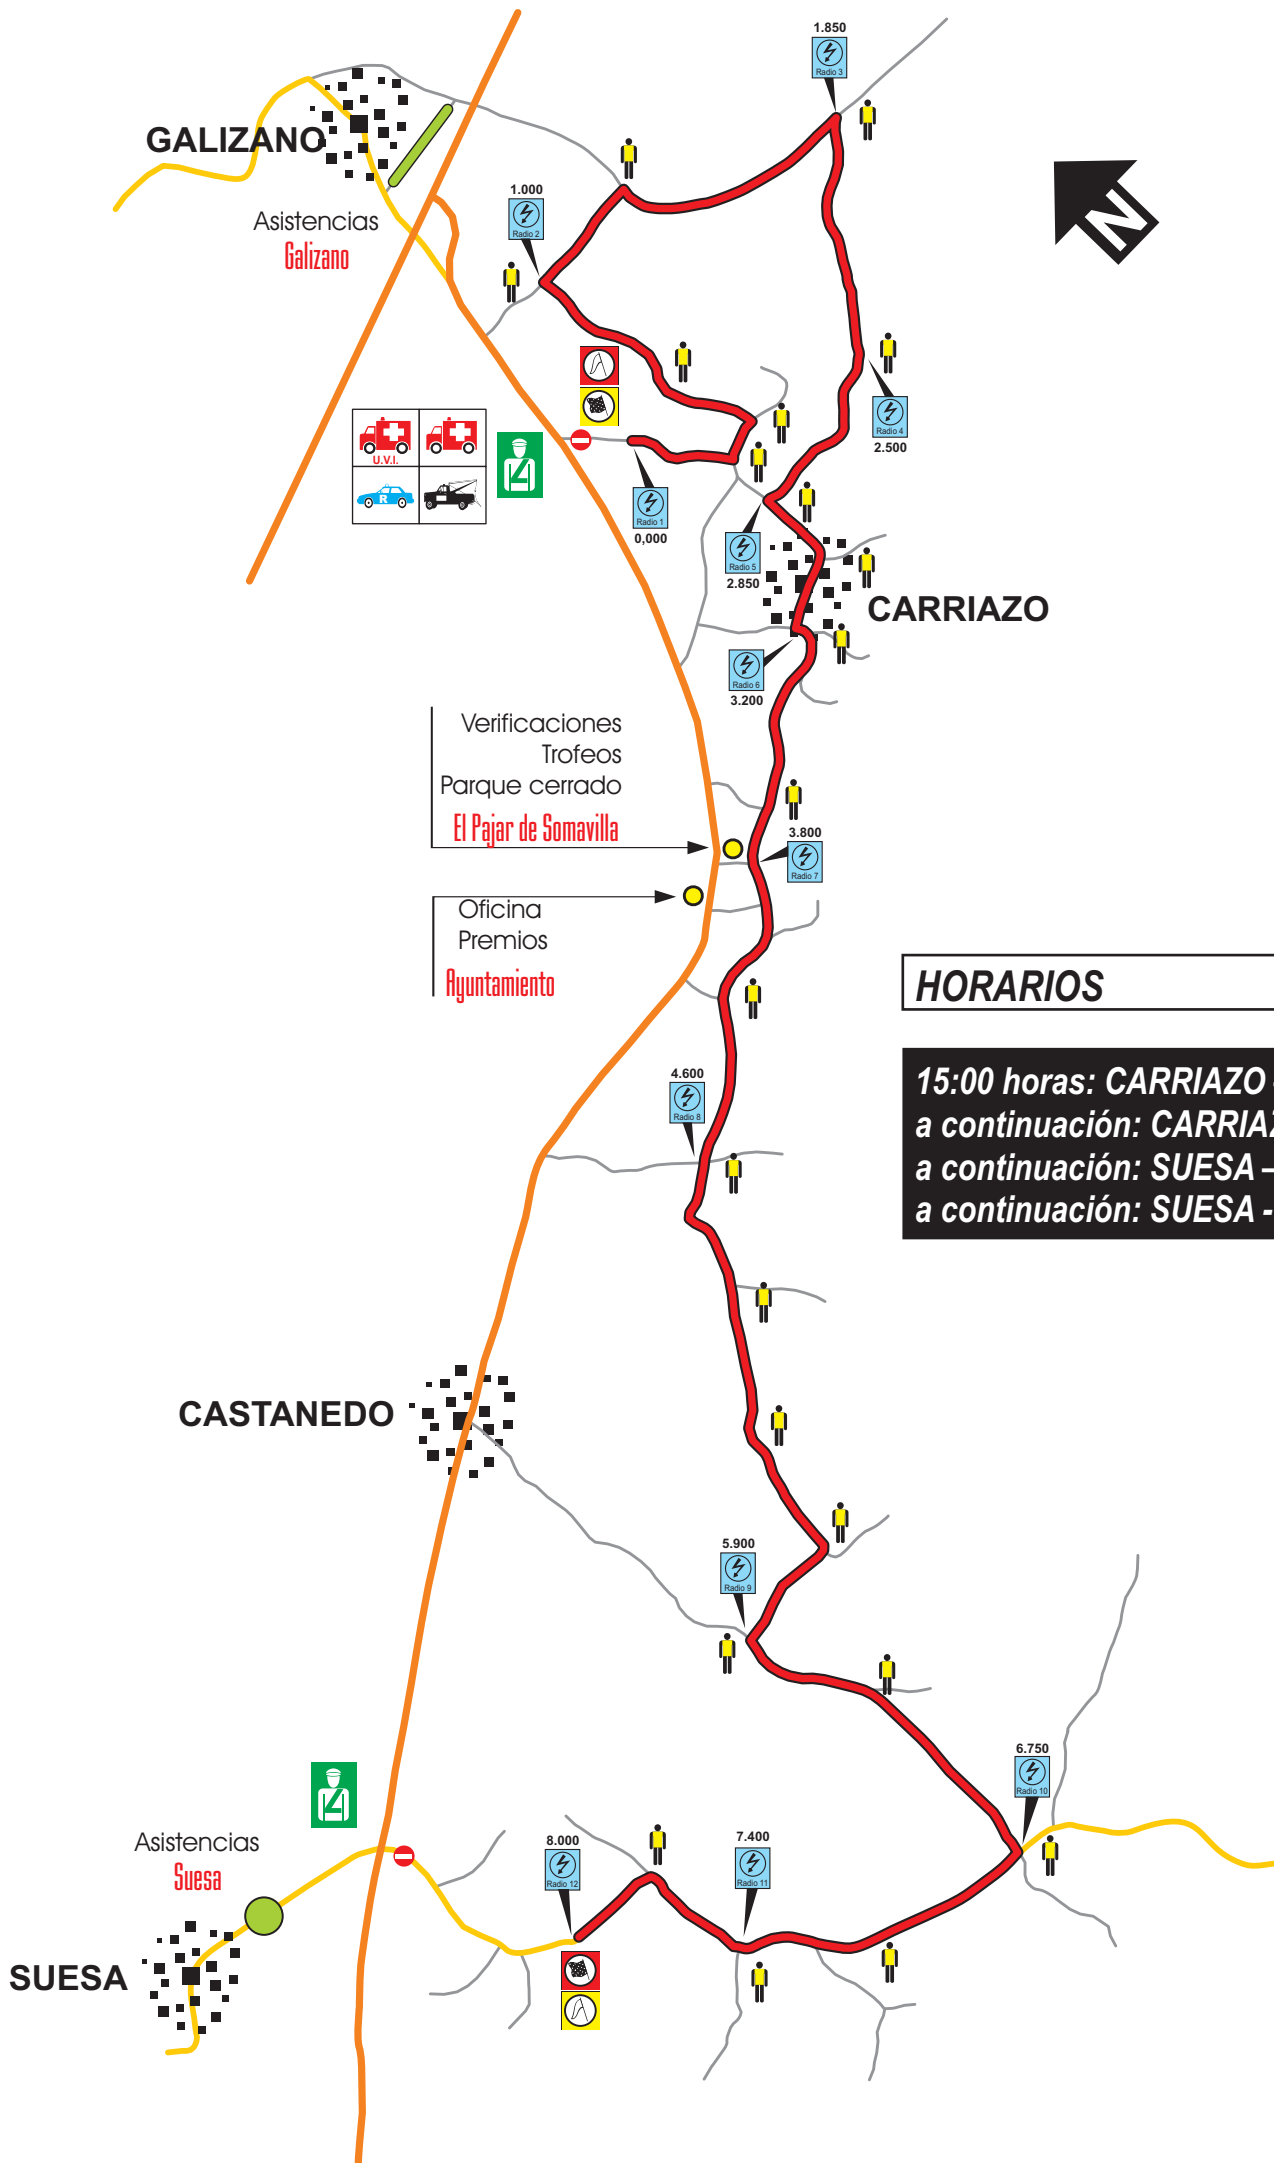 1.850
Radio 3
GALIZANO
1.000
Radio 2
Asistencias
Galizano
N
U.V.I.
R
Radio 4
2.500
Radio 1
0,000
Radio 5
2.850
CARRIAZO
Radio 6
3.200
Verificaciones
Trofeos
Parque cerrado
El Pajar de Somavilla
3.800
Radio 7
Oficina
Premios
Ayuntamiento
HORARIOS
15:00 horas: CARRIAZO
a continuación: CARRIAZ
a continuación: SUESA –
a continuación: SUESA -
4.600
Radio 8
CASTANEDO
5.900
Radio 9
6.750
Radio 10
Asistencias
Suesa
8.000
Radio 12
7.400
Radio 11
SUESA